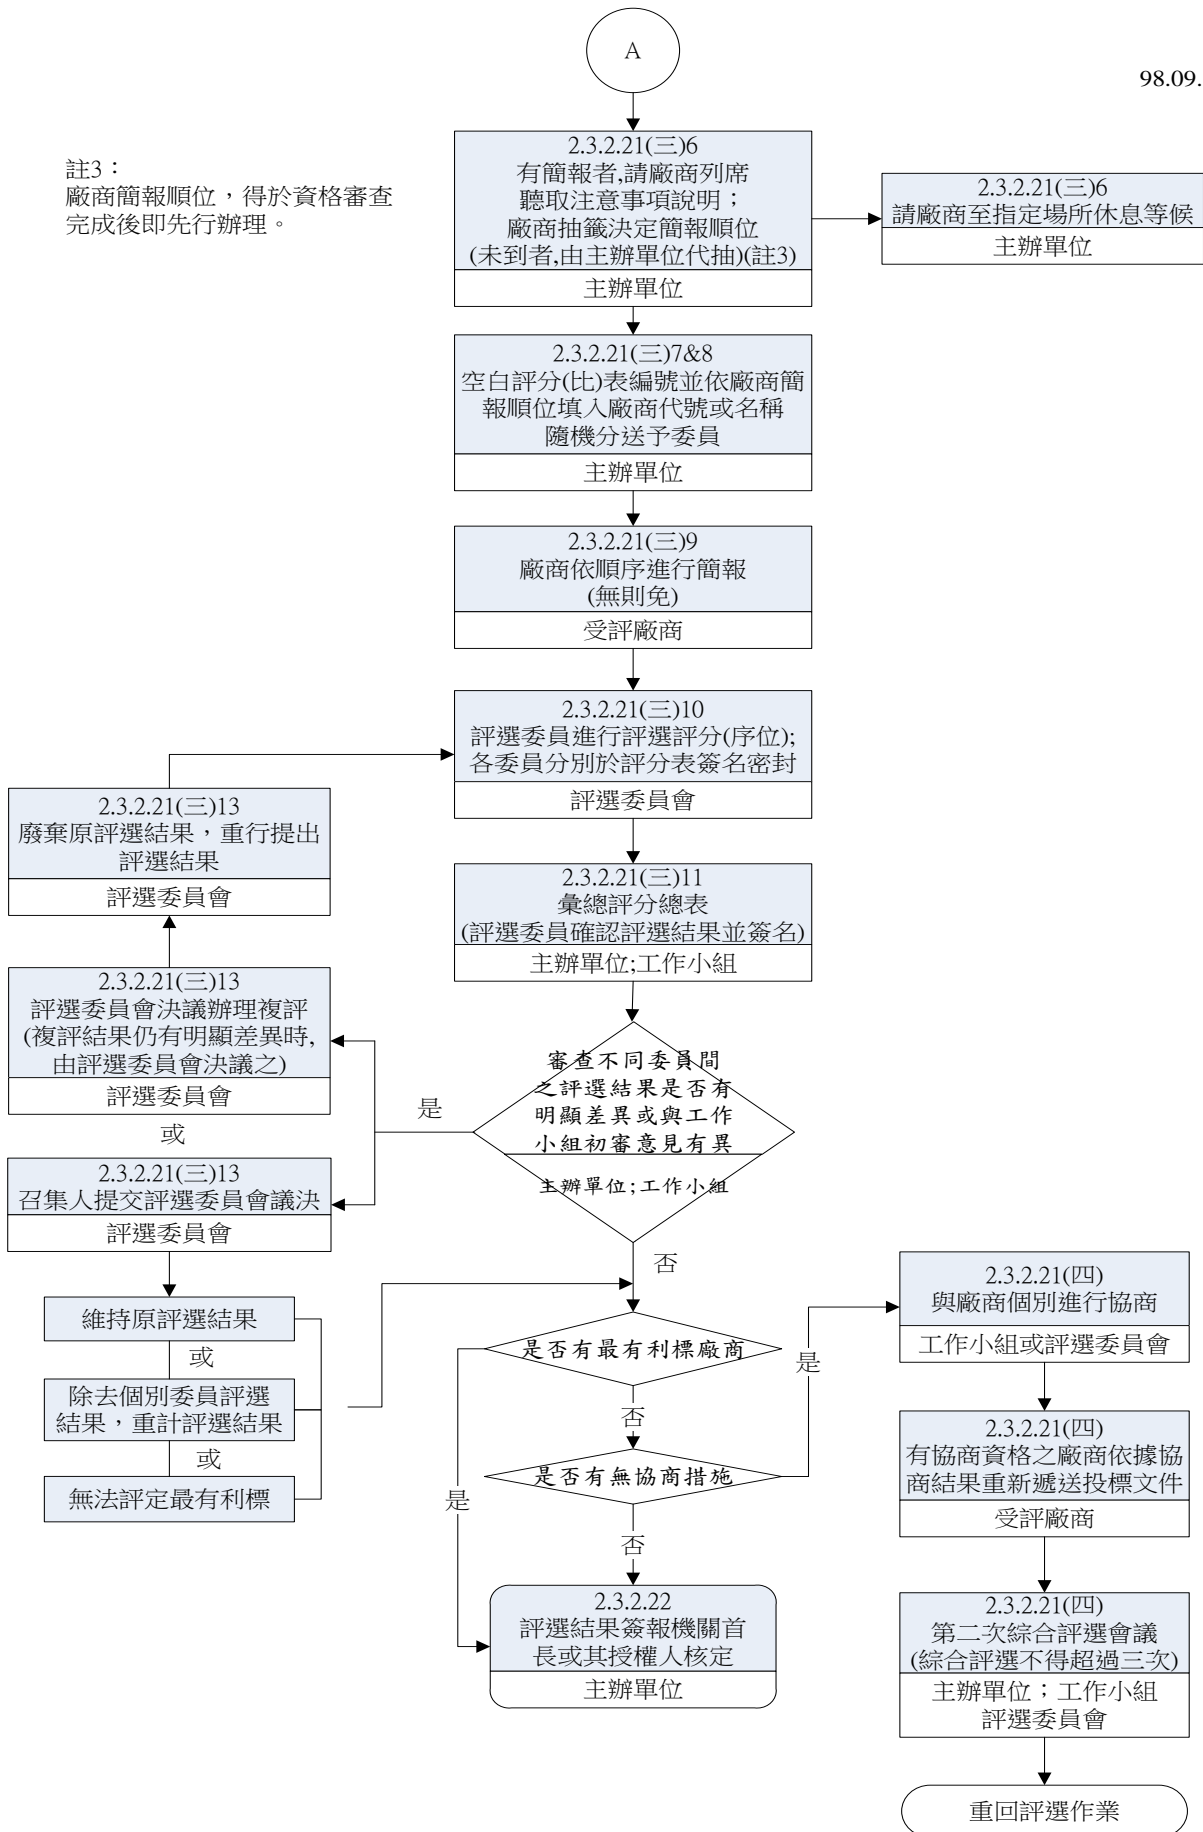 A
98.09.
註3：
廠商簡報順位，得於資格審查
完成後即先行辦理。
2.3.2.21(三)6
有簡報者,請廠商列席
聽取注意事項說明；
廠商抽籤決定簡報順位
(未到者,由主辦單位代抽)(註3)
主辦單位
2.3.2.21(三)6
請廠商至指定場所休息等候
主辦單位
2.3.2.21(三)7&8
空白評分(比)表編號並依廠商簡
報順位填入廠商代號或名稱
隨機分送予委員
主辦單位
2.3.2.21(三)9
廠商依順序進行簡報
(無則免)
受評廠商
2.3.2.21(三)10
評選委員進行評選評分(序位);
各委員分別於評分表簽名密封
評選委員會
2.3.2.21(三)13
廢棄原評選結果，重行提出
評選結果
評選委員會
2.3.2.21(三)11
彙總評分總表
(評選委員確認評選結果並簽名)
主辦單位;工作小組
2.3.2.21(三)13
評選委員會決議辦理複評
(複評結果仍有明顯差異時,
由評選委員會決議之)
評選委員會
或
審查不同委員間
之評選結果是否有
明顯差異或與工作
小組初審意見有異
主辦單位;工作小組
是
2.3.2.21(三)13
召集人提交評選委員會議決
評選委員會
否
維持原評選結果
或
除去個別委員評選
結果，重計評選結果
或
無法評定最有利標
是否有最有利標廠商
是
否
是否有無協商措施
是
否
2.3.2.22
評選結果簽報機關首
長或其授權人核定
主辦單位
2.3.2.21(四)
與廠商個別進行協商
工作小組或評選委員會
2.3.2.21(四)
有協商資格之廠商依據協
商結果重新遞送投標文件
受評廠商
2.3.2.21(四)
第二次綜合評選會議
(綜合評選不得超過三次)
主辦單位；工作小組
評選委員會
重回評選作業